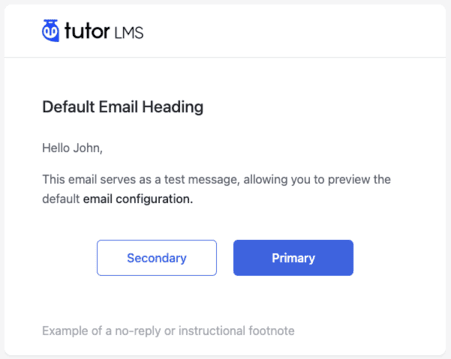 tutor LMS
Default Email Heading
Hello John,
This email serves as a test message, allowing you to preview the
default email configuration.
Secondary
Primary
Example of a no-reply or instructional footnote